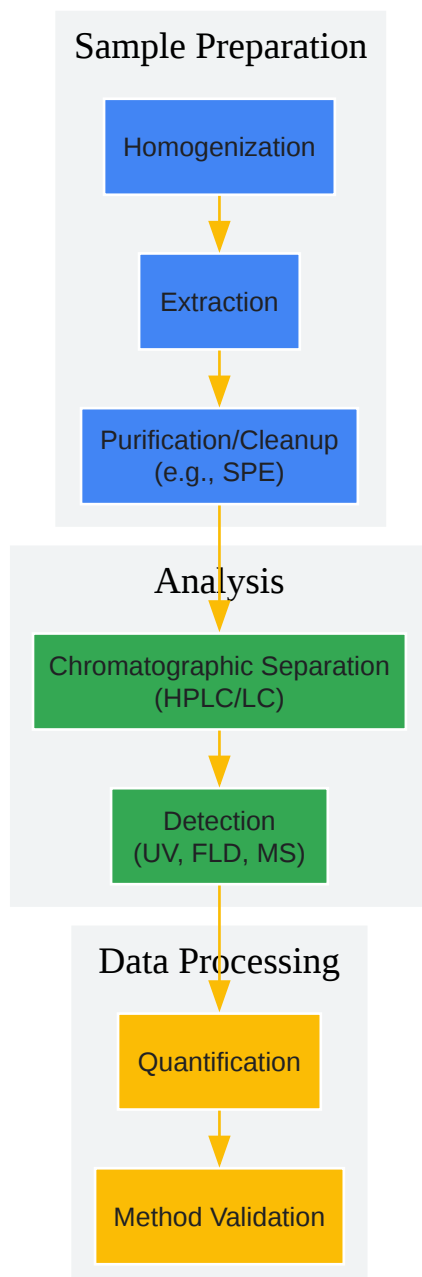 Sample Preparation
Homogenization
Extraction
Purification/Cleanup
(e.g., SPE)
Analysis
Chromatographic Separation
(HPLC/LC)
Detection
(UV, FLD, MS)
Data Processing
Quantification
Method Validation